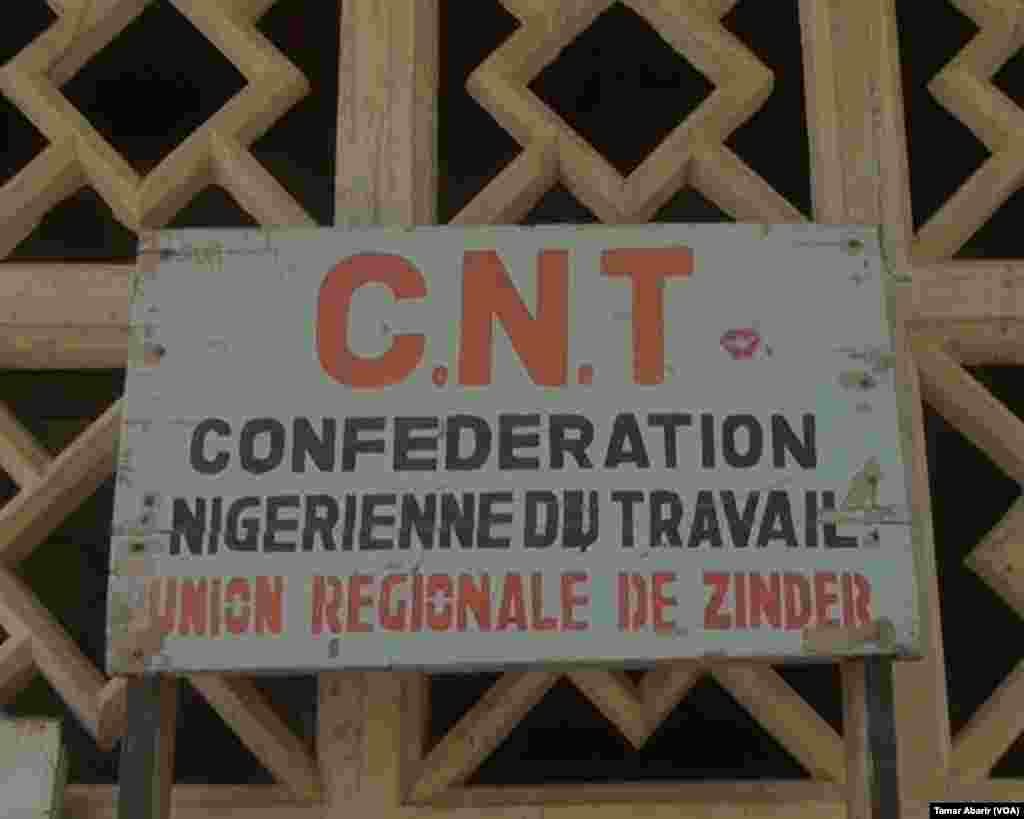 C.N.T
CONFEDERATION
NIGERIENNE DU TRAVAIL
UNION REGIONALE DE ZINDER
Tamar Abarir (VOA)